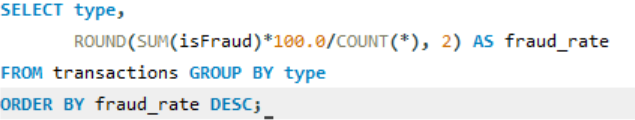 SELECT type,
ROUND(SUM(isFraud)*100.0/COUNT(*), 2) AS fraud_rate
FROM transactions GROUP BY type
ORDER BY fraud_rate DESC;